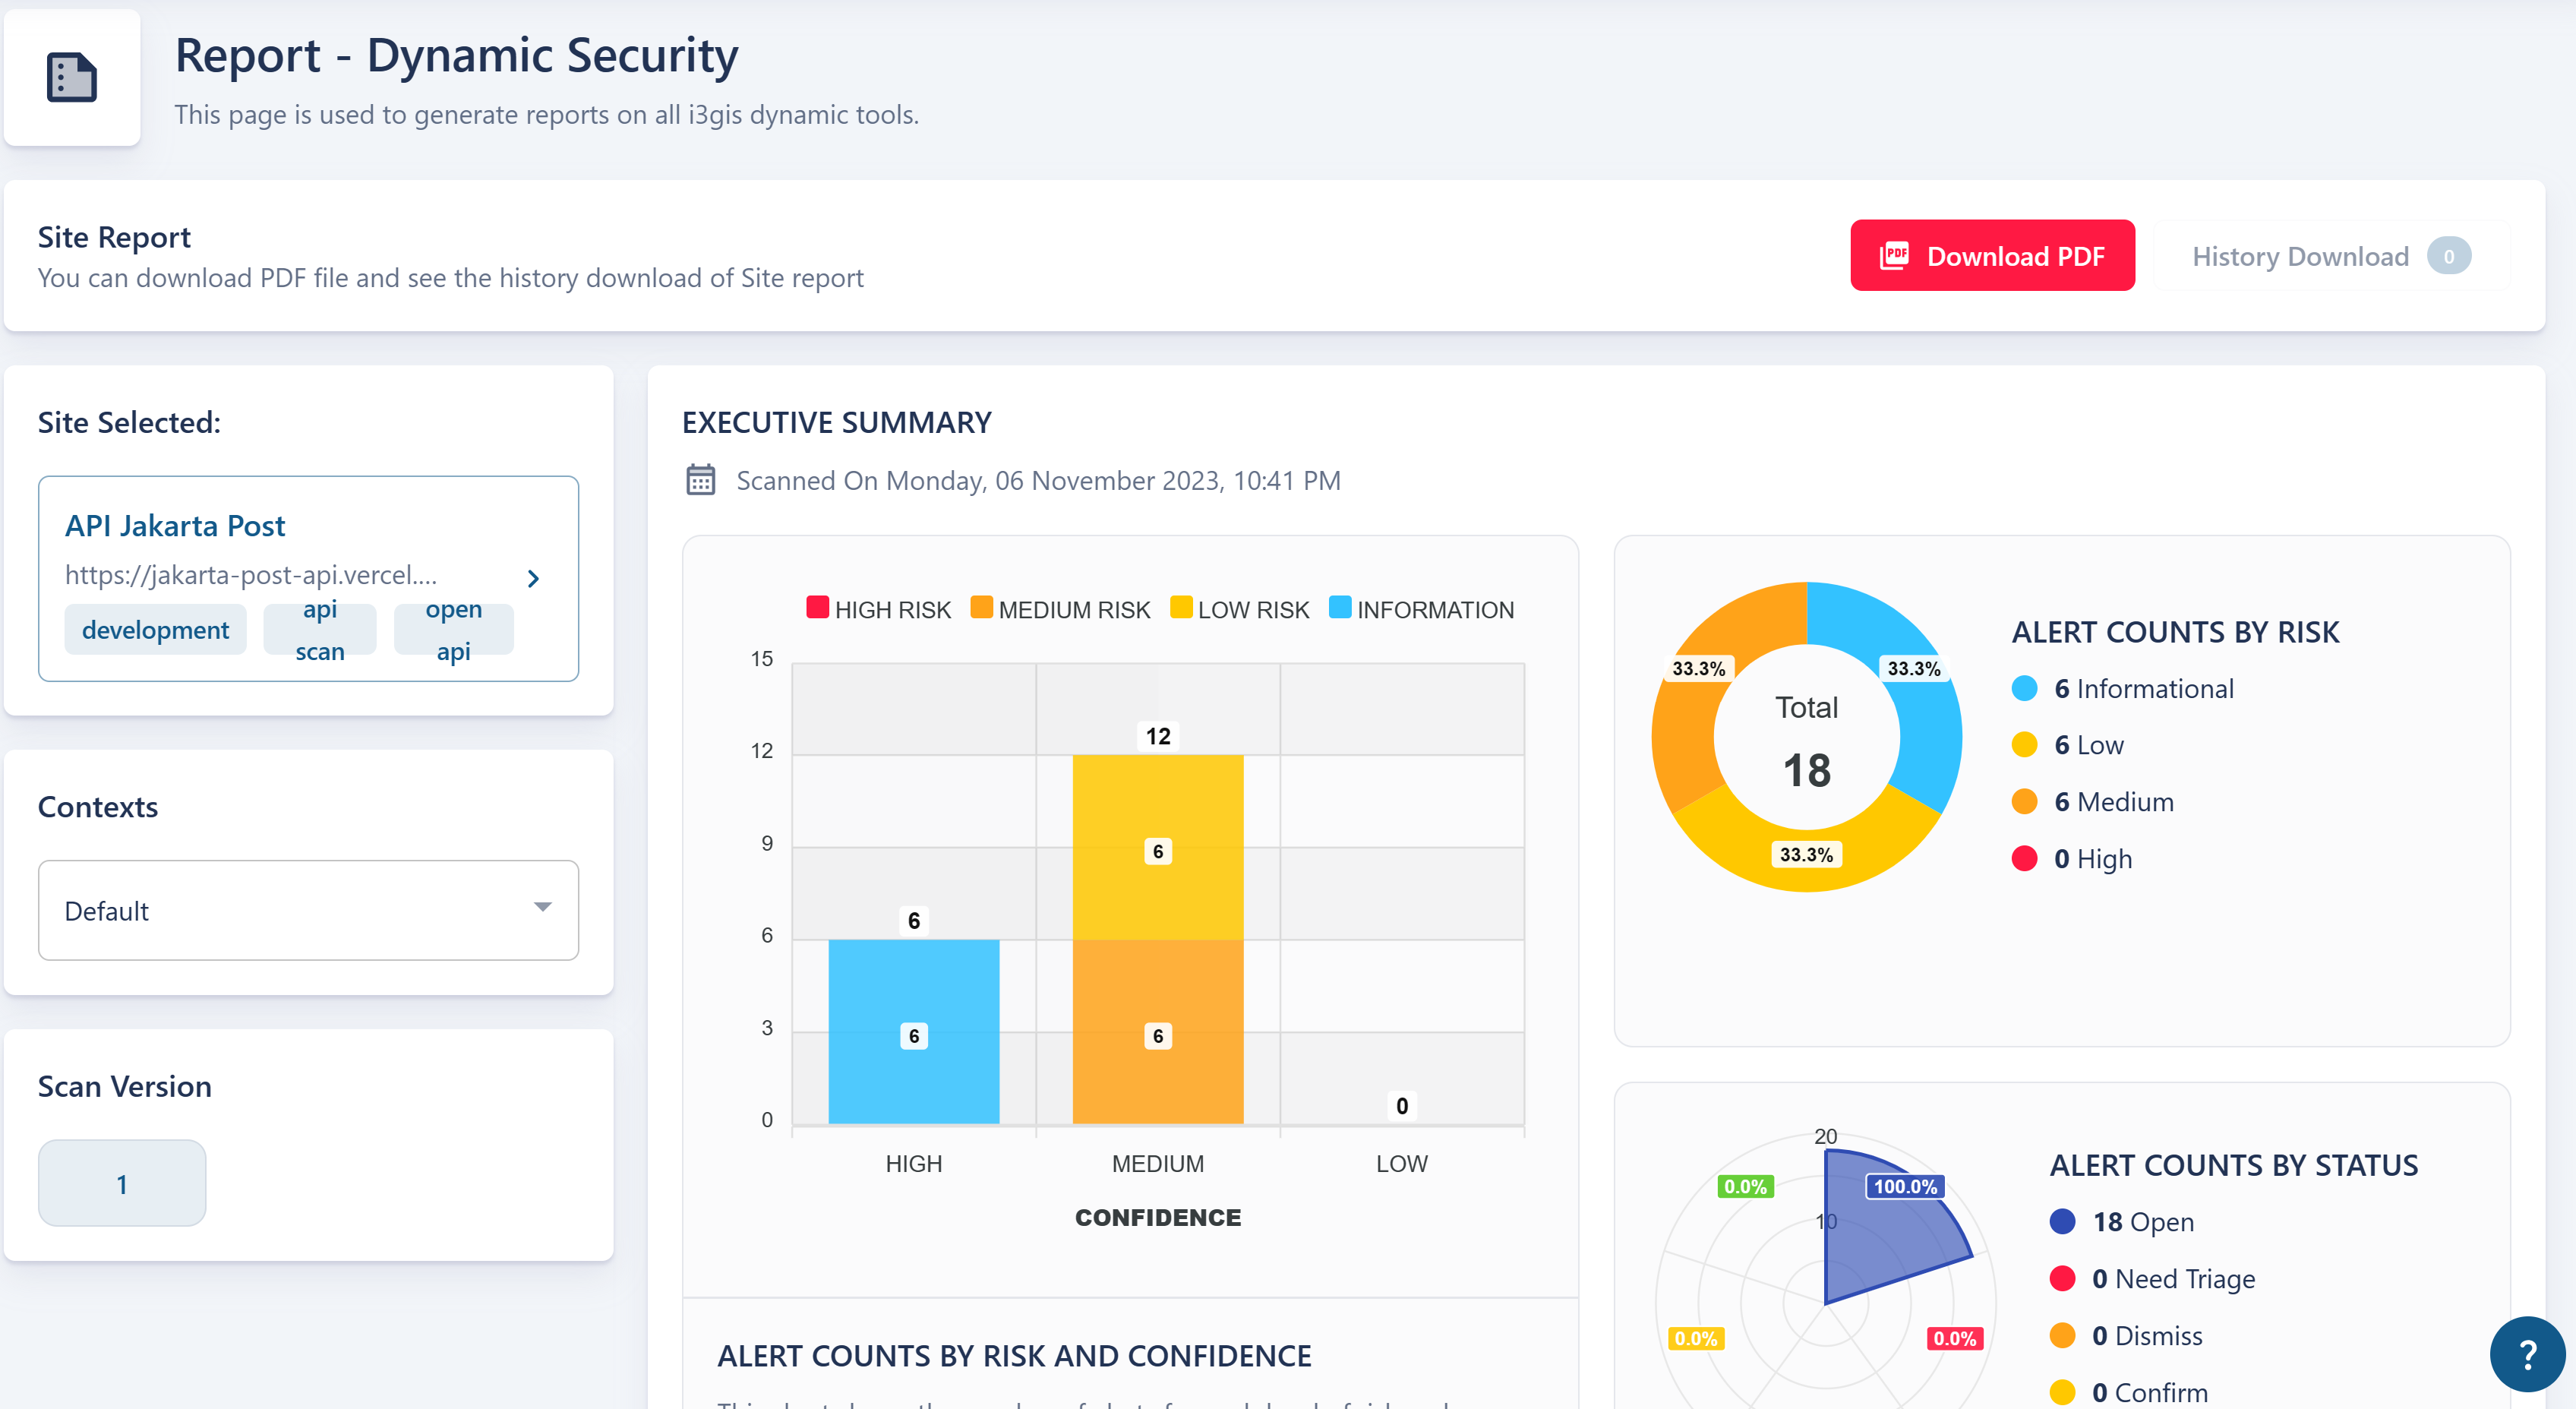 Report - Dynamic Security
This page is used to generate reports on all i3gis dynamic tools.
Site Report
You can download PDF file and see the history download of Site report
PDF
Download PDF
History Download 0
Site Selected:
API Jakarta Post
https://jakarta-post-api.vercel....
development
api scan
open api
Contexts
Default
Scan Version
1
EXECUTIVE SUMMARY
Scanned On Monday, 06 November 2023, 10:41 PM
HIGH RISK MEDIUM RISK LOW RISK INFORMATION
15
12
9
6
3
0
6
6
12
6
6
0
HIGH MEDIUM LOW
CONFIDENCE
ALERT COUNTS BY RISK AND CONFIDENCE
33.3%
33.3%
33.3%
Total
18
ALERT COUNTS BY RISK
6 Informational
6 Low
6 Medium
0 High
20
10
0.0%
100.0%
0.0%
0.0%
ALERT COUNTS BY STATUS
18 Open
0 Need Triage
0 Dismiss
0 Confirm
?